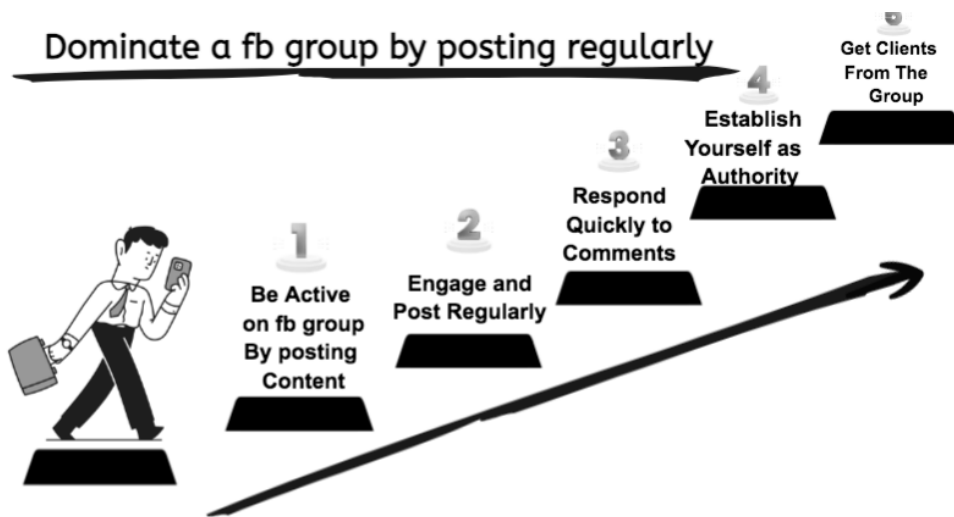 Dominate a fb group by posting regularly
1
Be Active
on fb group
By posting
Content
2
Engage and
Post Regularly
3
Respond
Quickly to
Comments
4
Establish
Yourself as
Authority
5
Get Clients
From The
Group